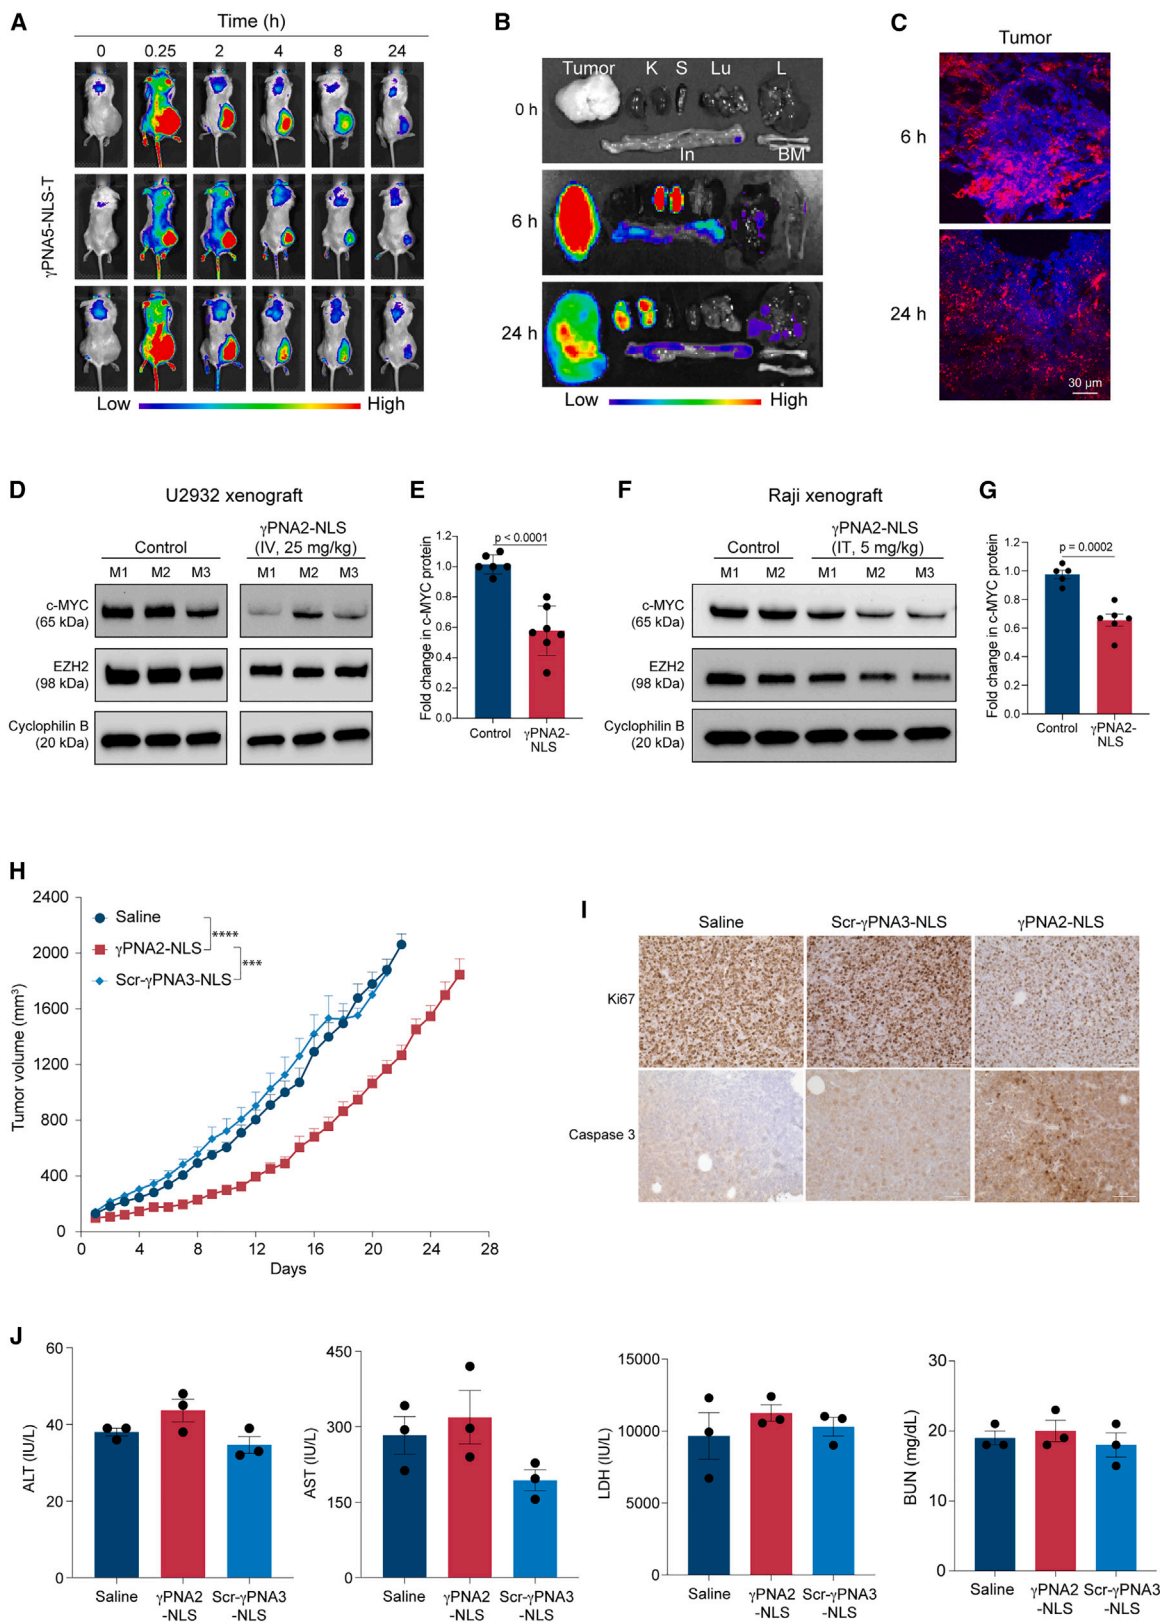 A
Time (h)
0 0.25 2 4 8 24
γPNA5-NLS-T
Low High
B
Tumor K S Lu L
0 h
In BM
6 h
24 h
Low High
C
Tumor
6 h
24 h
30 μm
D
U2932 xenograft
Control
γPNA2-NLS
(IV, 25 mg/kg)
M1 M2 M3 M1 M2 M3
c-MYC
(65 kDa)
EZH2
(98 kDa)
Cyclophilin B
(20 kDa)
E
p < 0.0001
Fold change in c-MYC protein
1.2
1.0
0.8
0.6
0.4
0.2
0.0
Control γPNA2-
NLS
F
Raji xenograft
Control
γPNA2-NLS
(IT, 5 mg/kg)
M1 M2 M1 M2 M3
c-MYC
(65 kDa)
EZH2
(98 kDa)
Cyclophilin B
(20 kDa)
G
p = 0.0002
Fold change in c-MYC protein
1.2
1.0
0.8
0.6
0.4
0.2
0.0
Control γPNA2-
NLS
H
Tumor volume (mm³)
2400
2000
1600
1200
800
400
0
Saline
γPNA2-NLS
Scr-γPNA3-NLS
****
***
0 4 8 12 16 20 24 28
Days
I
Saline Scr-γPNA3-NLS γPNA2-NLS
Ki67
Caspase 3
J
ALT (IU/L)
60
40
20
0
Saline γPNA2 Scr-γPNA3
-NLS -NLS
AST (IU/L)
450
300
150
0
Saline γPNA2 Scr-γPNA3
-NLS -NLS
LDH (IU/L)
15000
10000
5000
0
Saline γPNA2 Scr-γPNA3
-NLS -NLS
BUN (mg/dL)
30
20
10
0
Saline γPNA2 Scr-γPNA3
-NLS -NLS